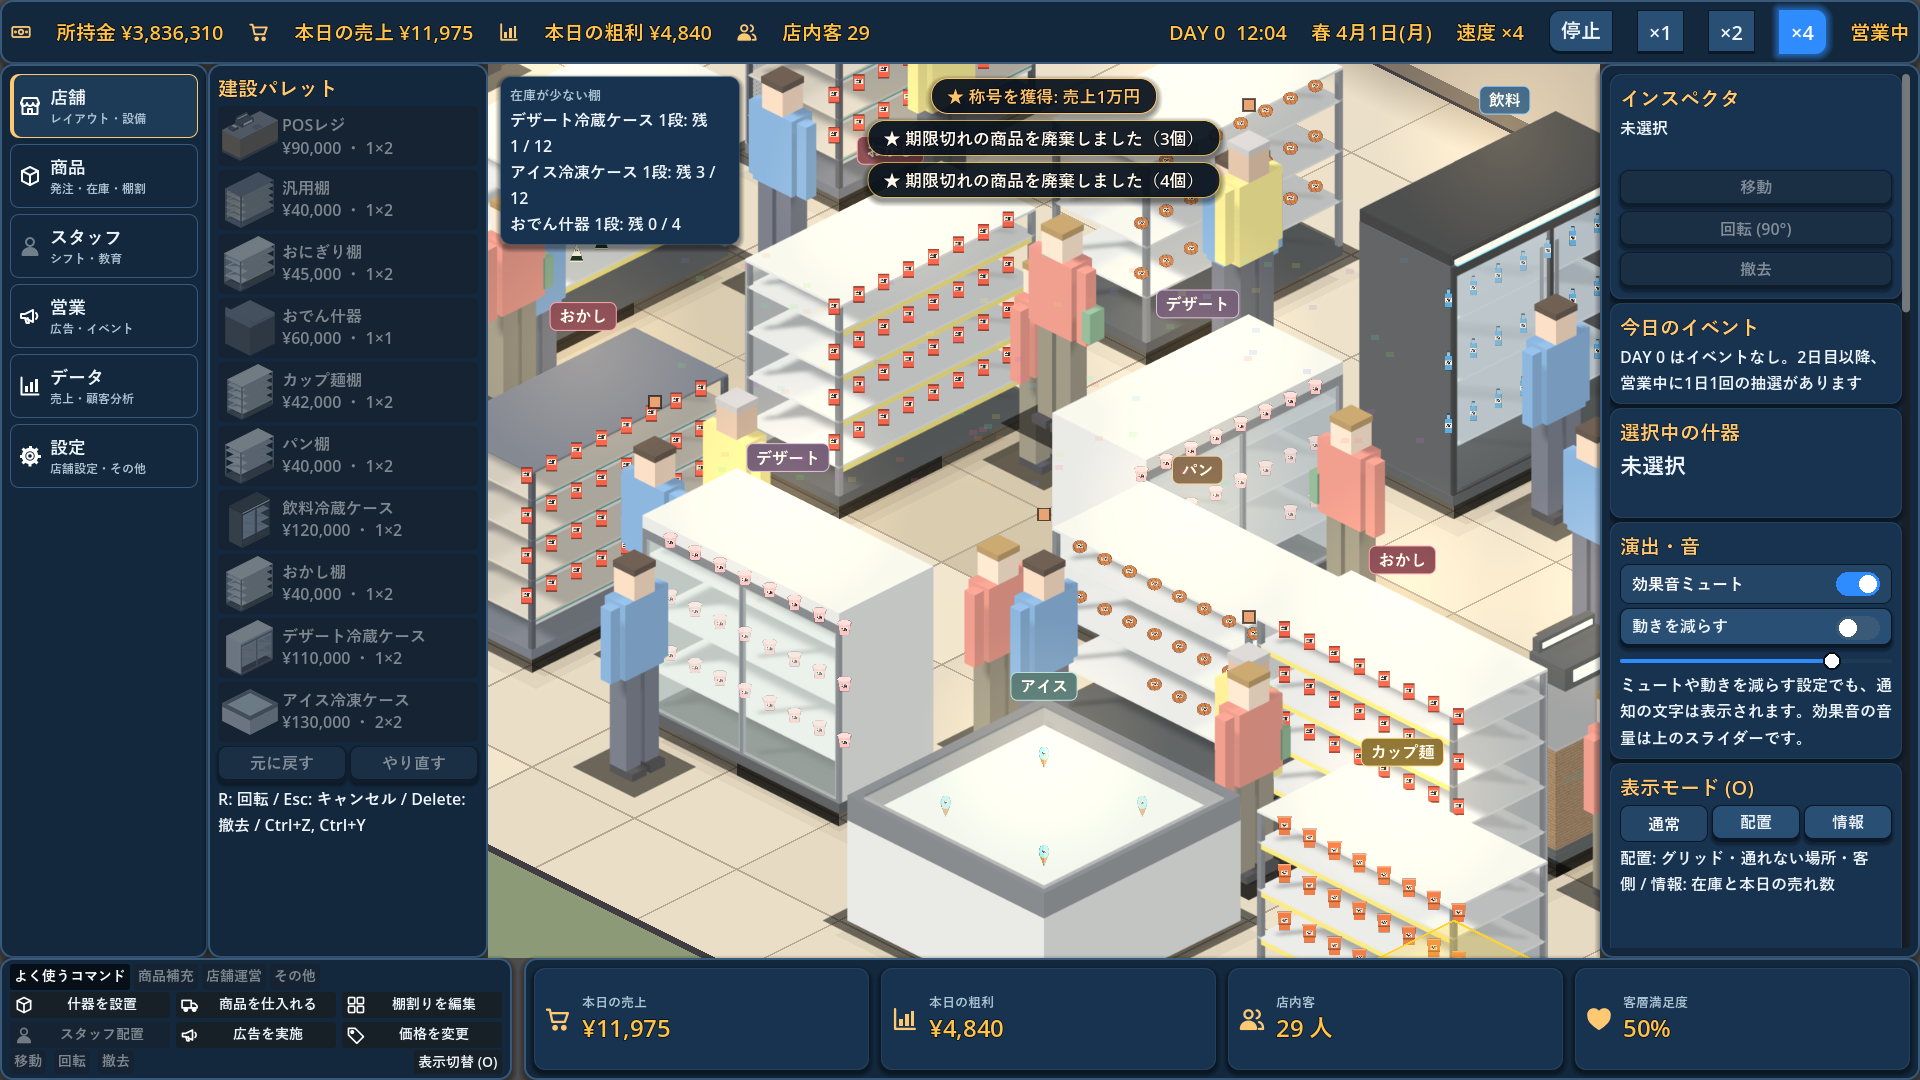 所持金 ¥3,836,310
本日の売上 ¥11,975
本日の粗利 ¥4,840
店内客 29
DAY 0 12:04
春 4月1日(月)
速度 ×4
停止
×1
×2
×4
営業中
店舗
レイアウト・設備
商品
発注・在庫・棚割
スタッフ
シフト・教育
営業
広告・イベント
データ
売上・顧客分析
設定
店舗設定・その他
建設パレット
POSレジ
¥90,000 ・ 1×2
汎用棚
¥40,000 ・ 1×2
おにぎり棚
¥45,000 ・ 1×2
おでん什器
¥60,000 ・ 1×1
カップ麺棚
¥42,000 ・ 1×2
パン棚
¥40,000 ・ 1×2
飲料冷蔵ケース
¥120,000 ・ 1×2
おかし棚
¥40,000 ・ 1×2
デザート冷蔵ケース
¥110,000 ・ 1×2
アイス冷凍ケース
¥130,000 ・ 2×2
元に戻す
やり直す
R: 回転 / Esc: キャンセル / Delete:
撤去 / Ctrl+Z, Ctrl+Y
在庫が少ない棚
デザート冷蔵ケース 1段: 残
1 / 12
アイス冷凍ケース 1段: 残 3 /
12
おでん什器 1段: 残 0 / 4
★ 称号を獲得: 売上1万円
★ 期限切れの商品を廃棄しました（3個）
★ 期限切れの商品を廃棄しました（4個）
飲料
デザート
おかし
デザート
パン
おかし
アイス
カップ麺
インスペクタ
未選択
移動
回転 (90°)
撤去
今日のイベント
DAY 0 はイベントなし。2日目以降、
営業中に1日1回の抽選があります
選択中の什器
未選択
演出・音
効果音ミュート
動きを減らす
ミュートや動きを減らす設定でも、通
知の文字は表示されます。効果音の音
量は上のスライダーです。
表示モード (O)
通常
配置
情報
配置: グリッド・通れない場所・客
側 / 情報: 在庫と本日の売れ数
よく使うコマンド
商品補充
店舗運営
その他
什器を設置
商品を仕入れる
棚割りを編集
スタッフ配置
広告を実施
価格を変更
移動
回転
撤去
表示切替 (O)
本日の売上
¥11,975
本日の粗利
¥4,840
店内客
29 人
客層満足度
50%